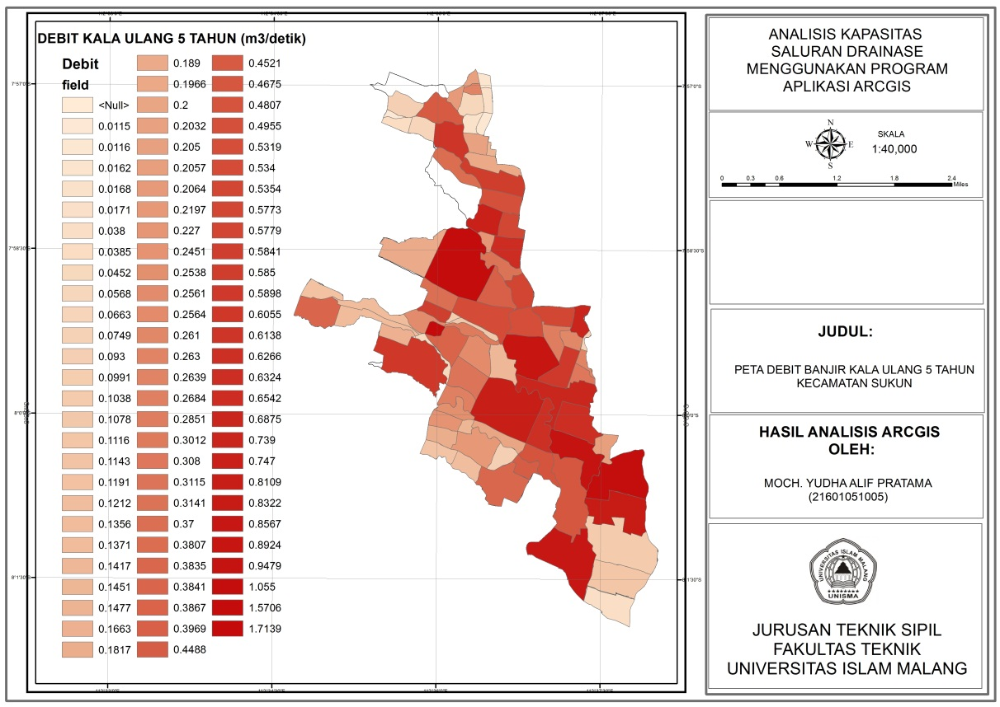 DEBIT KALA ULANG 5 TAHUN (m3/detik)
Debit
field
<Null>
0.0115
0.0116
0.0162
0.0168
0.0171
0.038
0.0385
0.0452
0.0568
0.0663
0.0749
0.093
0.0991
0.1038
0.1078
0.1116
0.1143
0.1191
0.1212
0.1356
0.1371
0.1417
0.1451
0.1477
0.1663
0.1817
0.189
0.1966
0.2
0.2032
0.205
0.2057
0.2064
0.2197
0.227
0.2451
0.2538
0.2561
0.2564
0.261
0.263
0.2639
0.2684
0.2851
0.3012
0.308
0.3115
0.3141
0.37
0.3807
0.3835
0.3841
0.3867
0.3969
0.4488
0.4521
0.4675
0.4807
0.4955
0.5319
0.534
0.5354
0.5773
0.5779
0.5841
0.585
0.5898
0.6055
0.6138
0.6266
0.6324
0.6542
0.6875
0.739
0.747
0.8109
0.8322
0.8567
0.8924
0.9479
1.055
1.5706
1.7139
7°57'0"S
7°57'0"S
7°58'30"S
7°58'30"S
8°1'30"S
8°1'30"S
ANALISIS KAPASITAS
SALURAN DRAINASE
MENGGUNAKAN PROGRAM
APLIKASI ARCGIS
N
W
E
S
SKALA
1:40,000
0 0.3 0.6 1.2 1.8 2.4
Miles
JUDUL:
PETA DEBIT BANJIR KALA ULANG 5 TAHUN
KECAMATAN SUKUN
HASIL ANALISIS ARCGIS
OLEH:
MOCH. YUDHA ALIF PRATAMA
(21601051005)
UNIVERSITAS ISLAM MALANG
UNISMA
JURUSAN TEKNIK SIPIL
FAKULTAS TEKNIK
UNIVERSITAS ISLAM MALANG